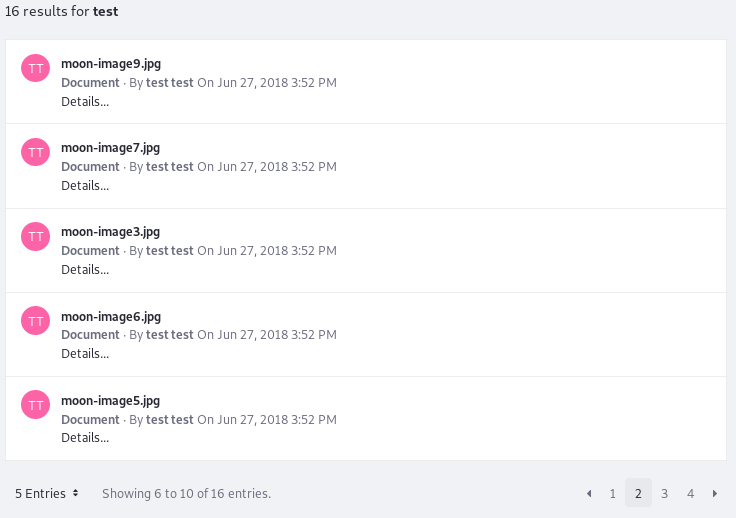 16 results for test
TT
moon-image9.jpg
Document · By test test On Jun 27, 2018 3:52 PM
Details...
TT
moon-image7.jpg
Document · By test test On Jun 27, 2018 3:52 PM
Details...
TT
moon-image3.jpg
Document · By test test On Jun 27, 2018 3:52 PM
Details...
TT
moon-image6.jpg
Document · By test test On Jun 27, 2018 3:52 PM
Details...
TT
moon-image5.jpg
Document · By test test On Jun 27, 2018 3:52 PM
Details...
5 Entries Showing 6 to 10 of 16 entries. 1 2 3 4